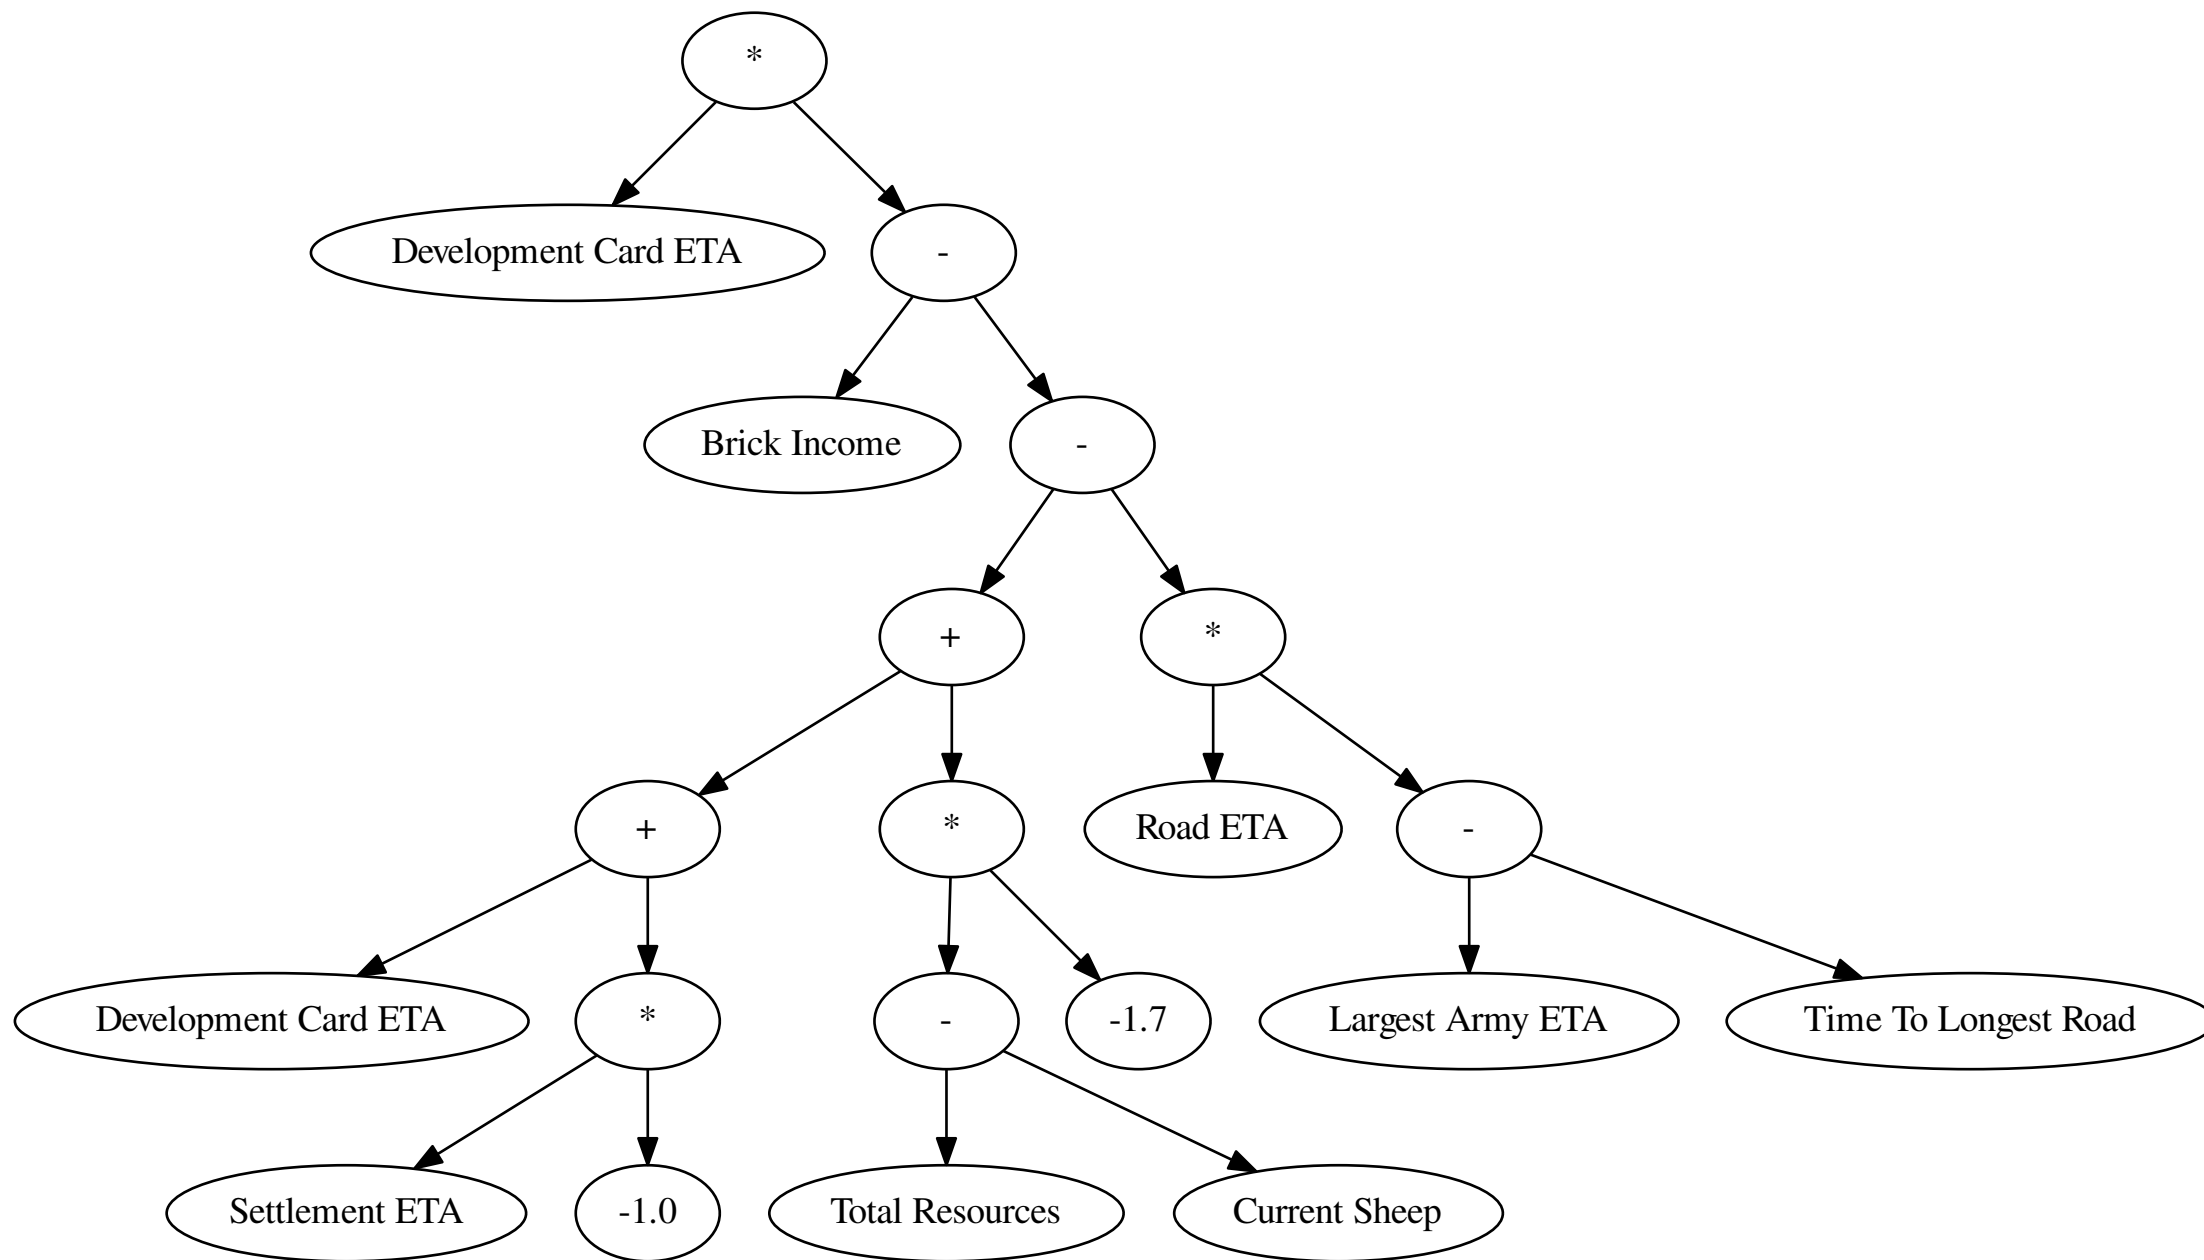 *
Development Card ETA
-
Brick Income
-
+
*
+
*
Road ETA
-
Development Card ETA
*
-
-1.7
Largest Army ETA
Time To Longest Road
Settlement ETA
-1.0
Total Resources
Current Sheep